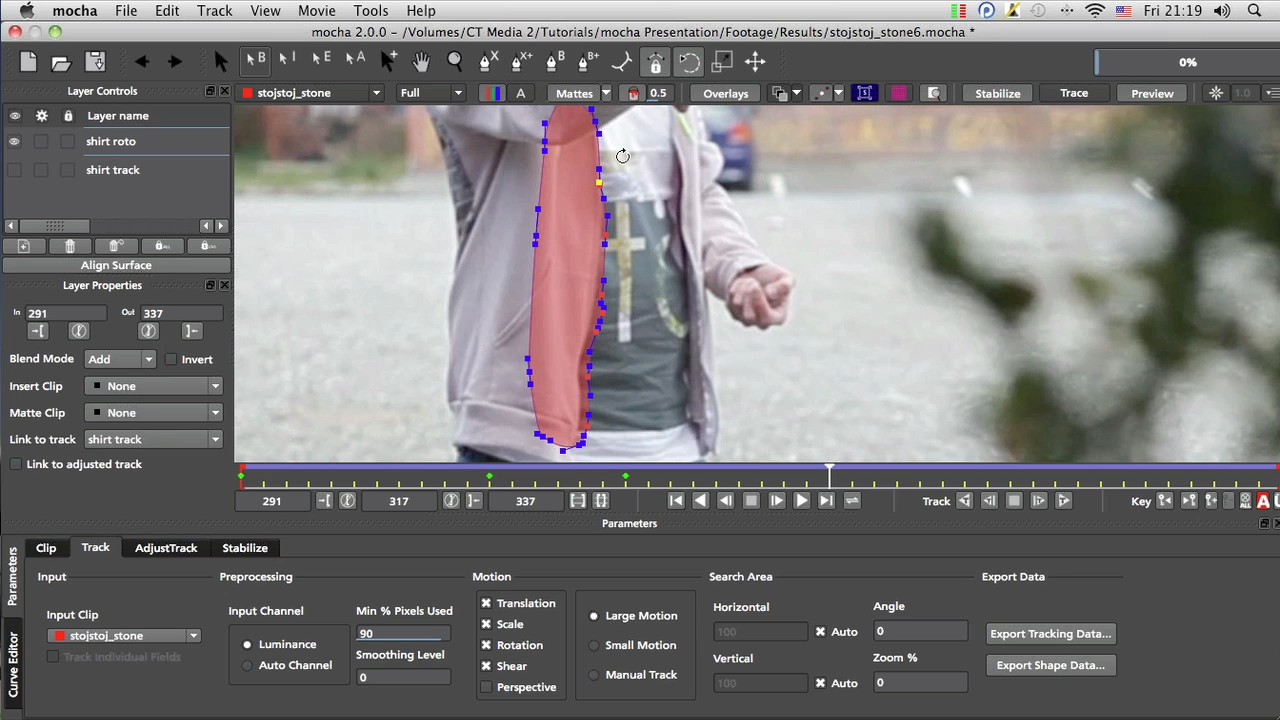 mocha File Edit Track View Movie Tools Help Fri 21:19
mocha 2.0.0 - /Volumes/CT Media 2/Tutorials/mocha Presentation/Footage/Results/stojstoj_stone6.mocha *
B I E A X X+ B B+ 0%
Layer Controls stojstoj_stone Full A Mattes 0.5 Overlays Stabilize Trace Preview 1.0
Layer name
shirt roto
shirt track
ALL
Align Surface
Layer Properties
In 291 Out 337
Blend Mode Add Invert
Insert Clip None
Matte Clip None
Link to track shirt track
Link to adjusted track
291 317 337 Track Key ALL A
Parameters
Clip Track AdjustTrack Stabilize
Parameters
Curve Editor
Input Preprocessing Motion Search Area Export Data
Input Clip
stojstoj_stone
Track Individual Fields
Input Channel
Luminance
Auto Channel
Min % Pixels Used
90
Smoothing Level
0
Translation
Scale
Rotation
Shear
Perspective
Large Motion
Small Motion
Manual Track
Horizontal
100 Auto
Vertical
100 Auto
Angle
0
Zoom %
0
Export Tracking Data...
Export Shape Data...